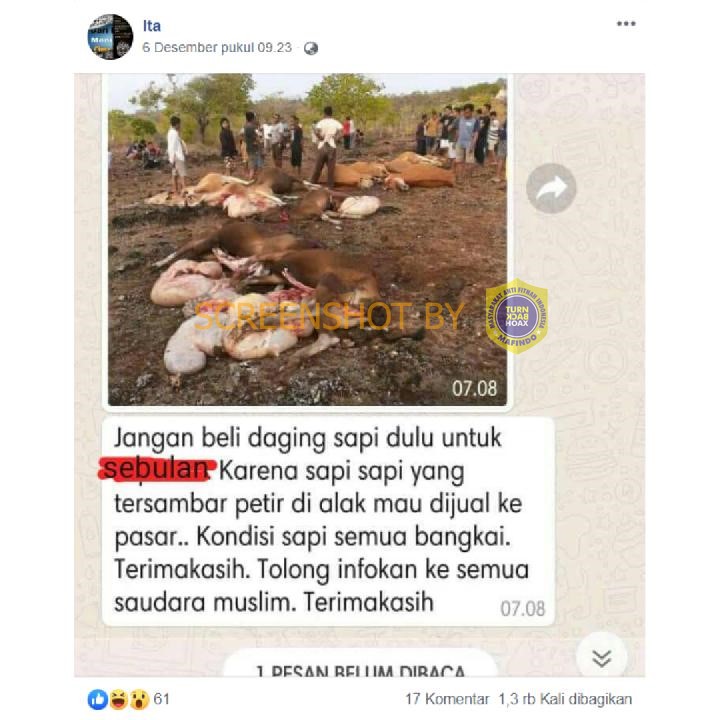 Ita
6 Desember pukul 09.23
SCREENSHOT BY
MASYARAKAT ANTI FITNAH INDONESIA
TURN
BACK
HOAX
MAFINDO
07.08
Jangan beli daging sapi dulu untuk
sebulan. Karena sapi sapi yang
tersambar petir di alak mau dijual ke
pasar.. Kondisi sapi semua bangkai.
Terimakasih. Tolong infokan ke semua
saudara muslim. Terimakasih
07.08
1 PESAN BELUM DIBACA
61
17 Komentar 1,3 rb Kali dibagikan